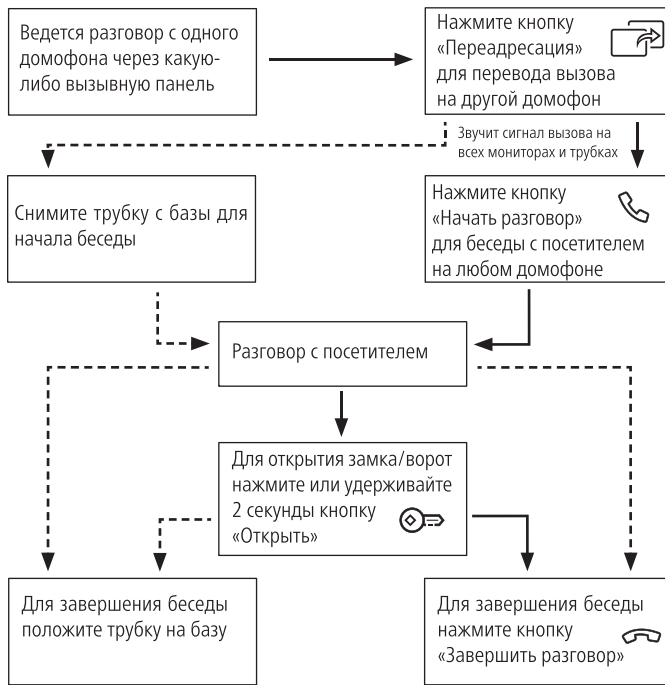 Ведется разговор с одного
домофона через какую-
либо вызывную панель
Нажмите кнопку
«Переадресация»
для перевода вызова
на другой домофон
Звучит сигнал вызова на
всех мониторах и трубках
Снимите трубку с базы для
начала беседы
Нажмите кнопку
«Начать разговор»
для беседы с посетителем
на любом домофоне
Разговор с посетителем
Для открытия замка/ворот
нажмите или удерживайте
2 секунды кнопку
«Открыть»
Для завершения беседы
положите трубку на базу
Для завершения беседы
нажмите кнопку
«Завершить разговор»